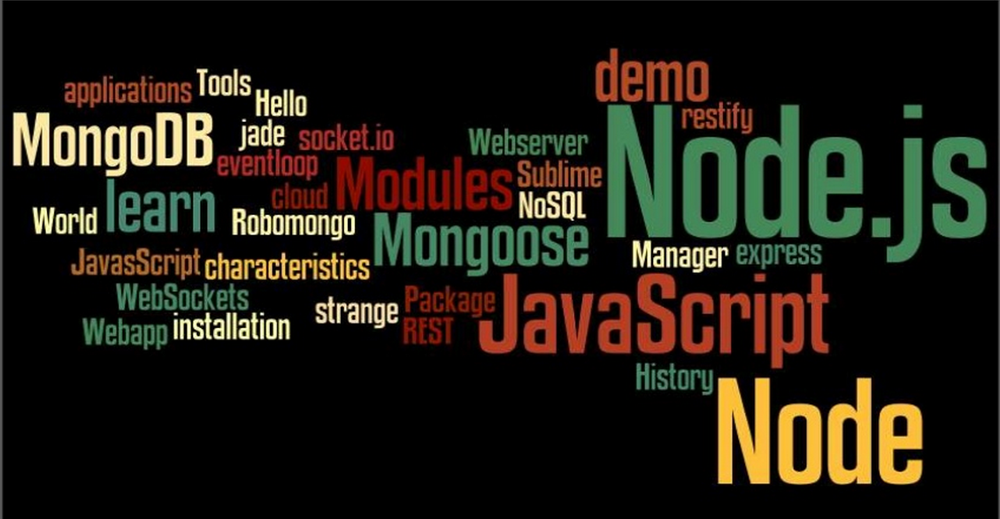 demo
applications
Tools
Hello
restify
MongoDB
jade
socket.io
Webserver
Node.js
eventloop
Modules
Sublime
cloud
NoSQL
learn
World
Robomongo
Mongoose
Manager
express
JavasScript
characteristics
WebSockets
strange
Package
JavaScript
Webapp
installation
REST
History
Node